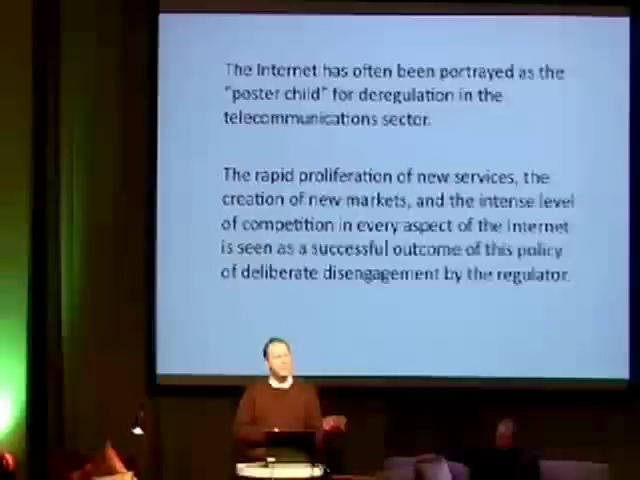 The Internet has often been portrayed as the
"poster child" for deregulation in the
telecommunications sector.
The rapid proliferation of new services, the
creation of new markets, and the intense level
of competition in every aspect of the Internet
is seen as a successful outcome of this policy
of deliberate disengagement by the regulator.